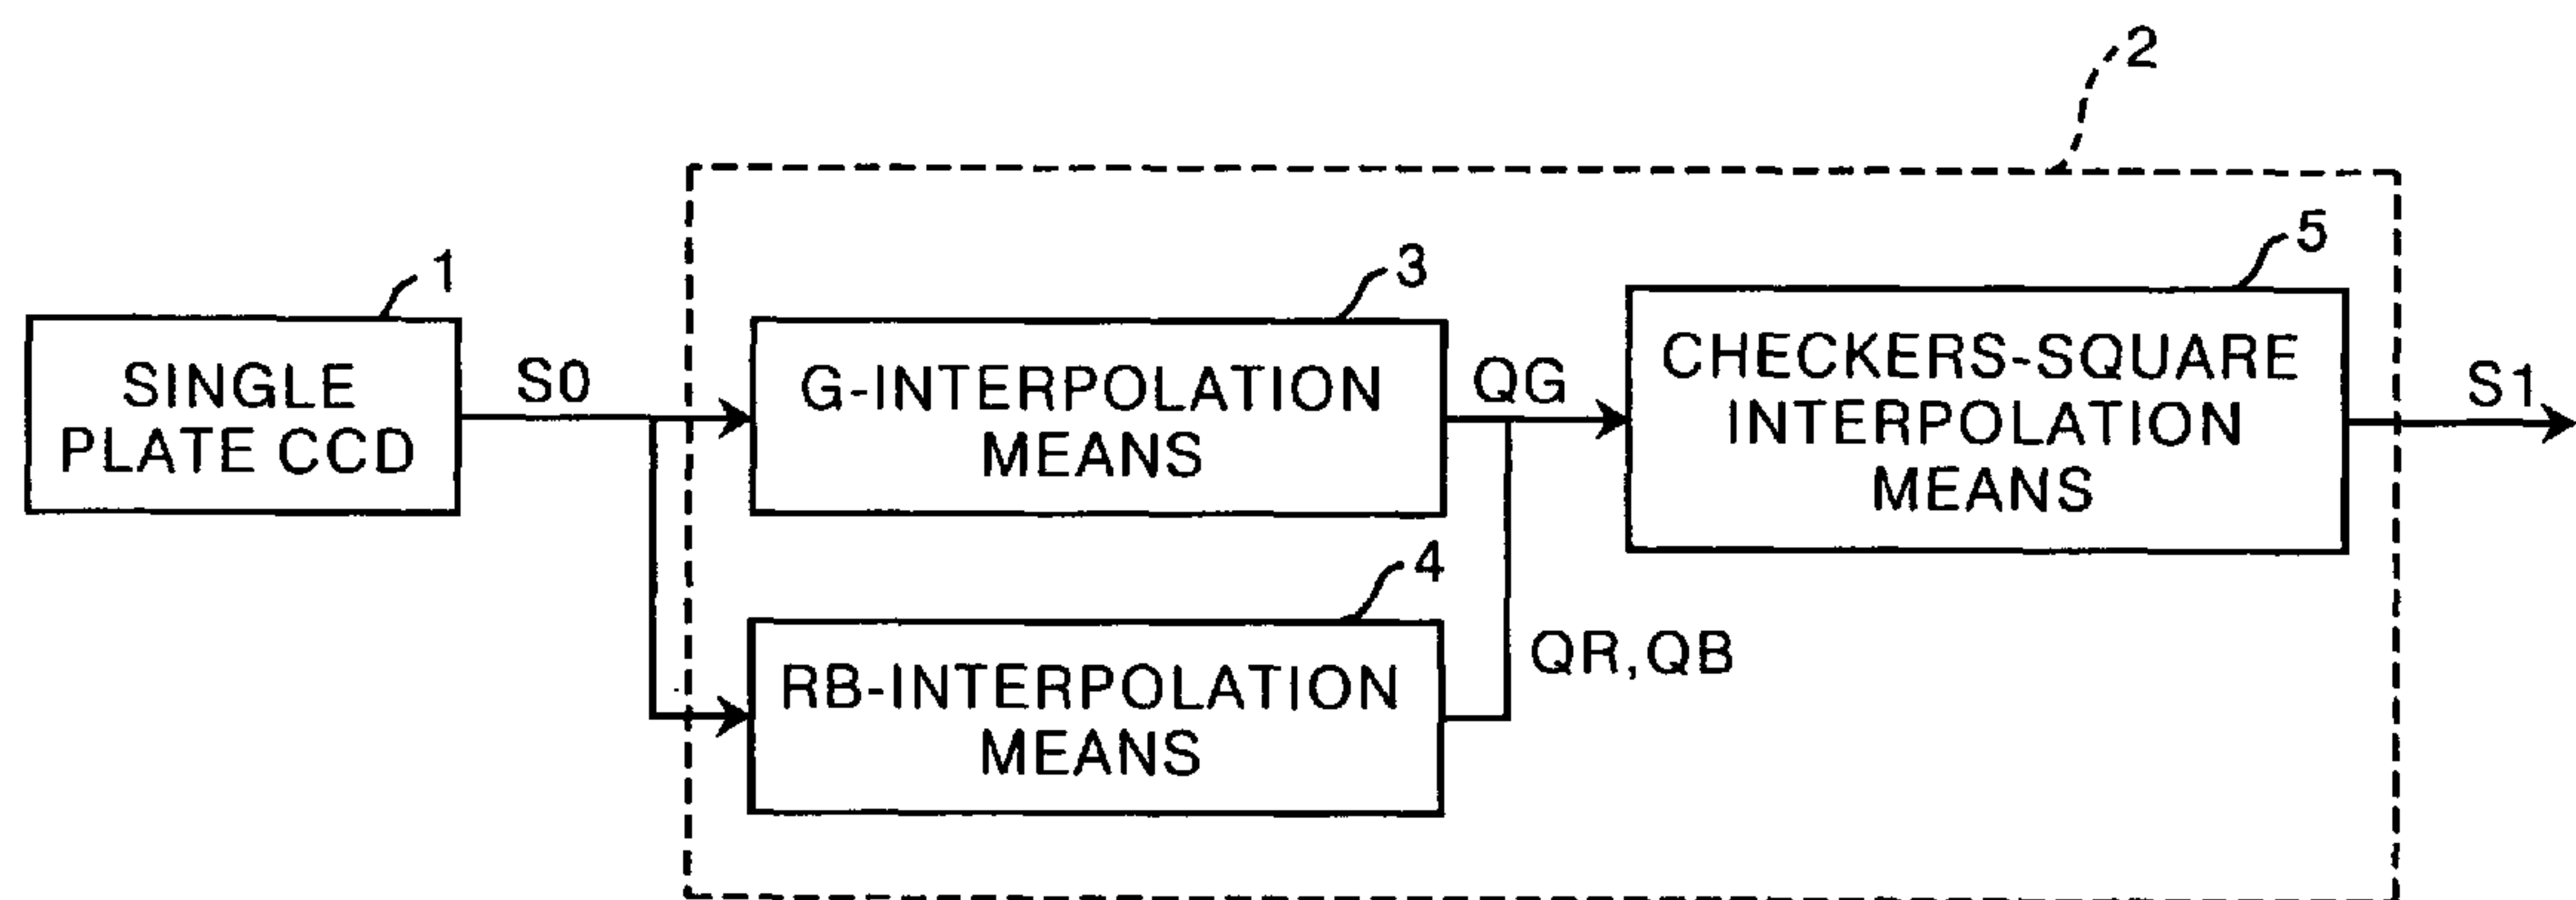 2
1
SINGLE
PLATE CCD
S0
3
G-INTERPOLATION
MEANS
QG
5
CHECKERS-SQUARE
INTERPOLATION
MEANS
S1
4
RB-INTERPOLATION
MEANS
QR,QB